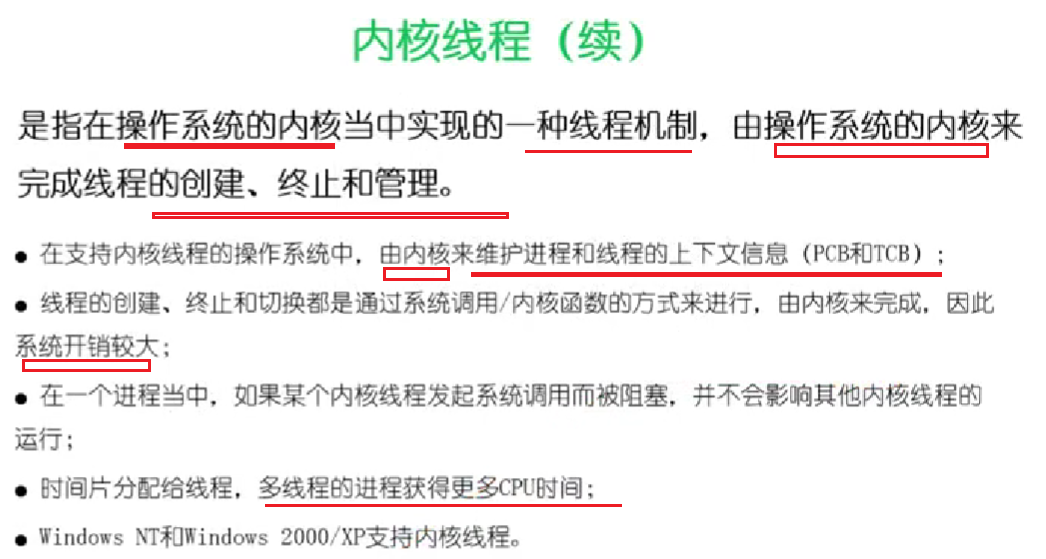 内核线程（续）
是指在操作系统的内核当中实现的一种线程机制，由操作系统的内核来
完成线程的创建、终止和管理。
● 在支持内核线程的操作系统中，由内核来维护进程和线程的上下文信息（PCB和TCB）;
● 线程的创建、终止和切换都是通过系统调用/内核函数的方式来进行，由内核来完成，因此
系统开销较大;
● 在一个进程当中，如果某个内核线程发起系统调用而被阻塞，并不会影响其他内核线程的
运行;
● 时间片分配给线程，多线程的进程获得更多CPU时间;
● Windows NT和Windows 2000/XP支持内核线程。